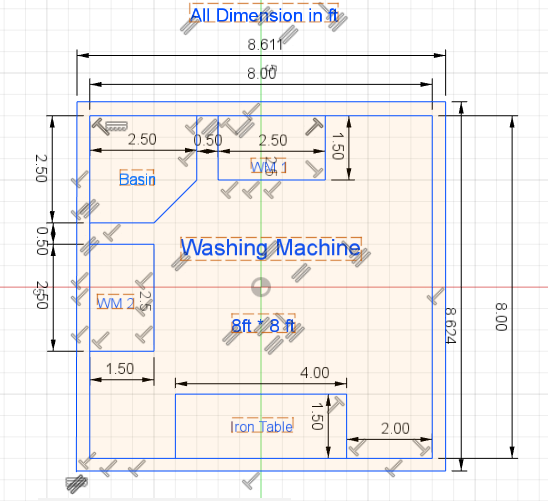 All Dimension in ft
8.611
8.00
2.50
0.50
2.50
1.50
2.50
Basin
WM 1
0.50
Washing Machine
2.50
WM 2
2.5
8ft * 8 ft
8.624
8.00
1.50
4.00
1.50
Iron Table
2.00